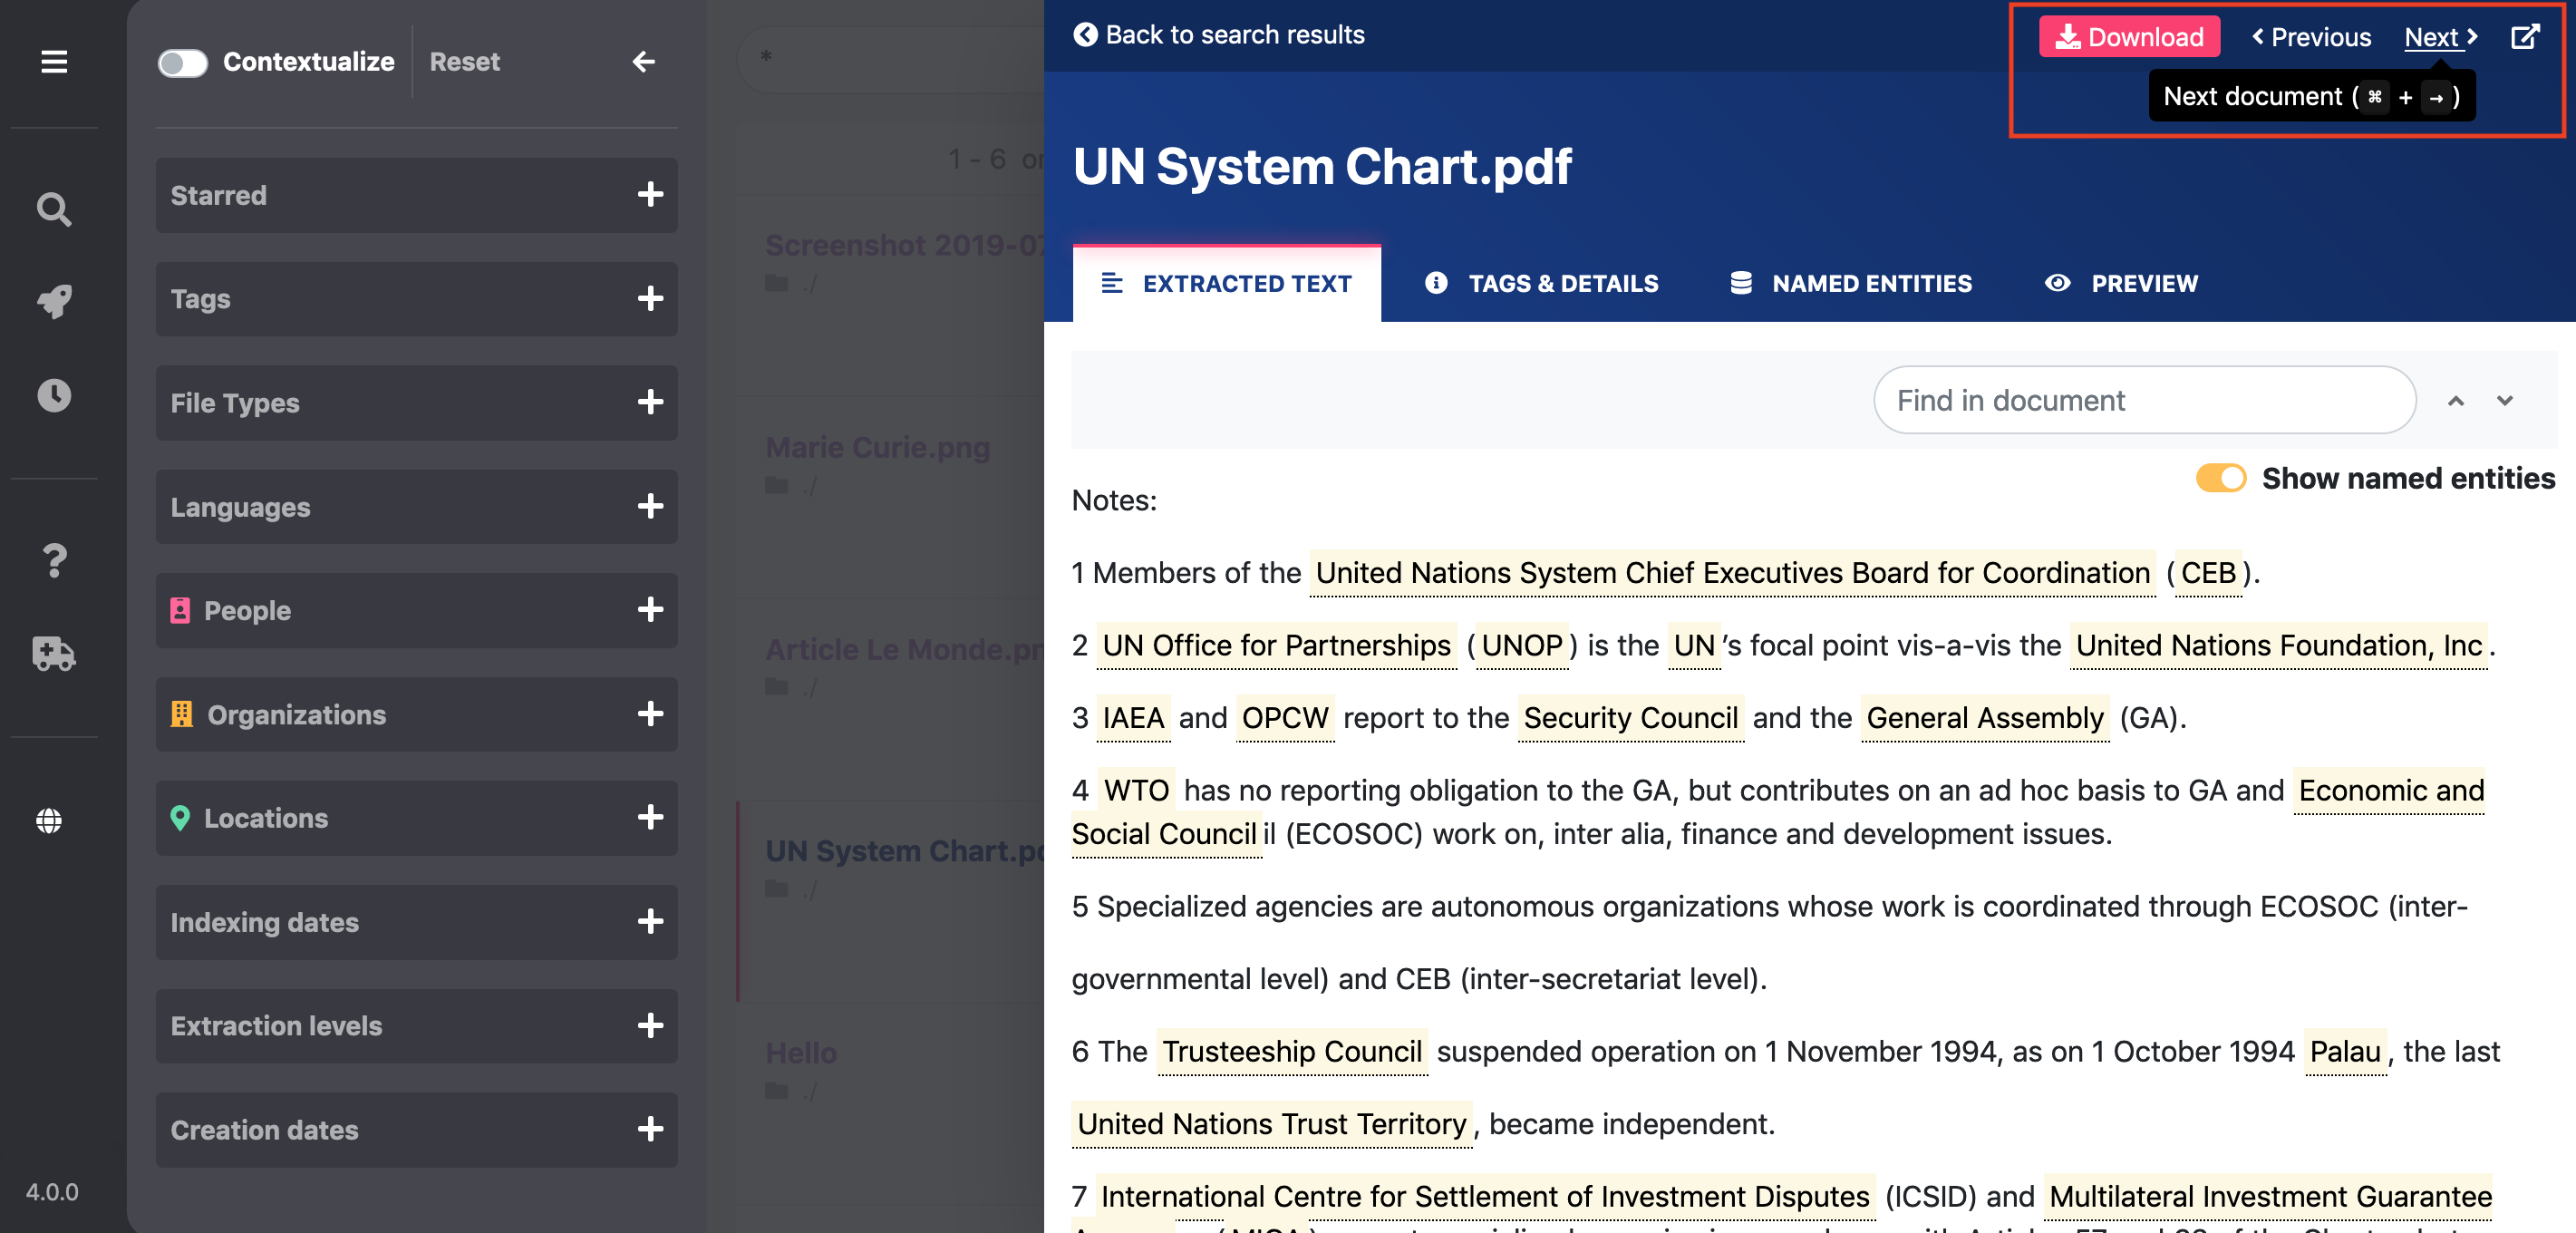 Contextualize
Reset
Starred
Tags
File Types
Languages
People
Organizations
Locations
Indexing dates
Extraction levels
Creation dates
4.0.0
*
1 - 6
Screenshot 2019-07
./
Marie Curie.png
./
Article Le Monde.pn
./
UN System Chart.pd
./
Hello
./
Back to search results
Download
Previous
Next
Next document (⌘ + →)
UN System Chart.pdf
EXTRACTED TEXT
TAGS & DETAILS
NAMED ENTITIES
PREVIEW
Find in document
Show named entities
Notes:
1 Members of the United Nations System Chief Executives Board for Coordination (CEB).
2 UN Office for Partnerships (UNOP) is the UN’s focal point vis-a-vis the United Nations Foundation, Inc.
3 IAEA and OPCW report to the Security Council and the General Assembly (GA).
4 WTO has no reporting obligation to the GA, but contributes on an ad hoc basis to GA and Economic and
Social Councilil (ECOSOC) work on, inter alia, finance and development issues.
5 Specialized agencies are autonomous organizations whose work is coordinated through ECOSOC (inter-
governmental level) and CEB (inter-secretariat level).
6 The Trusteeship Council suspended operation on 1 November 1994, as on 1 October 1994 Palau, the last
United Nations Trust Territory, became independent.
7 International Centre for Settlement of Investment Disputes (ICSID) and Multilateral Investment Guarantee